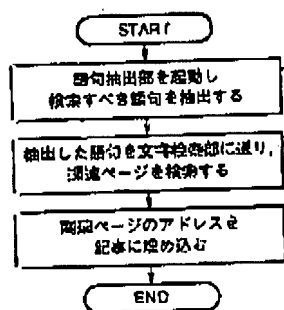 START
語句抽出部を起動し
検索すべき語句を抽出する
抽出した語句を文字検索部に送り,
関連ページを検索する
関連ページのアドレスを
記事に埋め込む
END